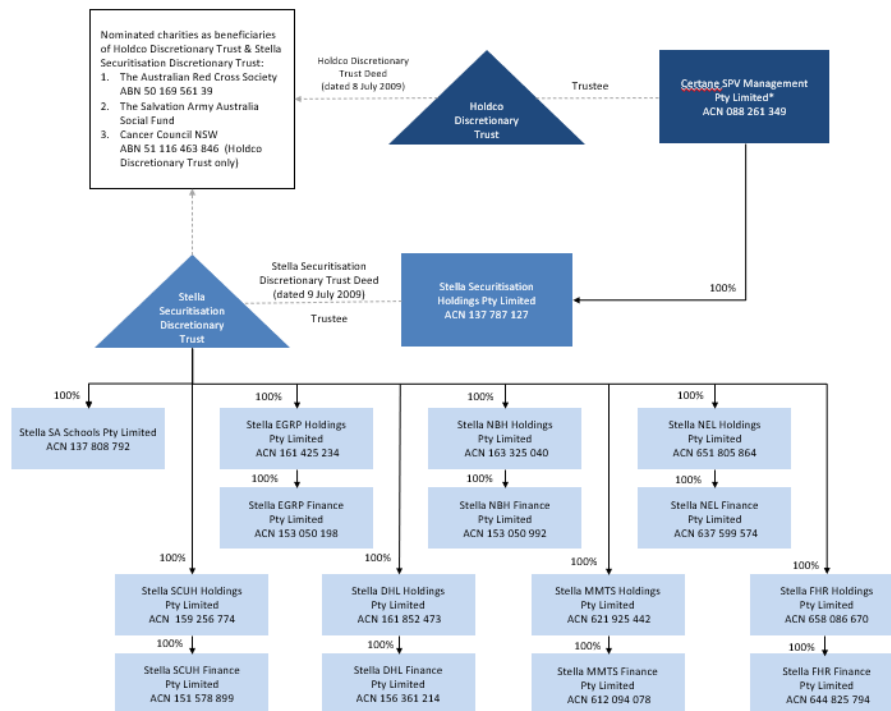 Nominated charities as beneficiaries
of Holdco Discretionary Trust & Stella
Securitisation Discretionary Trust:
1. The Australian Red Cross Society
ABN 50 169 561 39
2. The Salvation Army Australia
Social Fund
3. Cancer Council NSW
ABN 51 116 463 846 (Holdco
Discretionary Trust only)
Holdco Discretionary
Trust Deed
(dated 8 July 2009)
Holdco
Discretionary
Trust
Trustee
Certane SPV Management
Pty Limited*
ACN 088 261 349
100%
Stella
Securitisation
Discretionary
Trust
Stella Securitisation
Discretionary Trust Deed
(dated 9 July 2009)
Trustee
Stella Securitisation
Holdings Pty Limited
ACN 137 787 127
100%
Stella SA Schools Pty Limited
ACN 137 808 792
100%
Stella EGRP Holdings
Pty Limited
ACN 161 425 234
100%
Stella EGRP Finance
Pty Limited
ACN 153 050 198
100%
Stella NBH Holdings
Pty Limited
ACN 163 325 040
100%
Stella NBH Finance
Pty Limited
ACN 153 050 992
100%
Stella NEL Holdings
Pty Limited
ACN 651 805 864
100%
Stella NEL Finance
Pty Limited
ACN 637 599 574
100%
Stella SCUH Holdings
Pty Limited
ACN 159 256 774
100%
Stella SCUH Finance
Pty Limited
ACN 151 578 899
100%
Stella DHL Holdings
Pty Limited
ACN 161 852 473
100%
Stella DHL Finance
Pty Limited
ACN 156 361 214
100%
Stella MMTS Holdings
Pty Limited
ACN 621 925 442
100%
Stella MMTS Finance
Pty Limited
ACN 612 094 078
100%
Stella FHR Holdings
Pty Limited
ACN 658 086 670
100%
Stella FHR Finance
Pty Limited
ACN 644 825 794